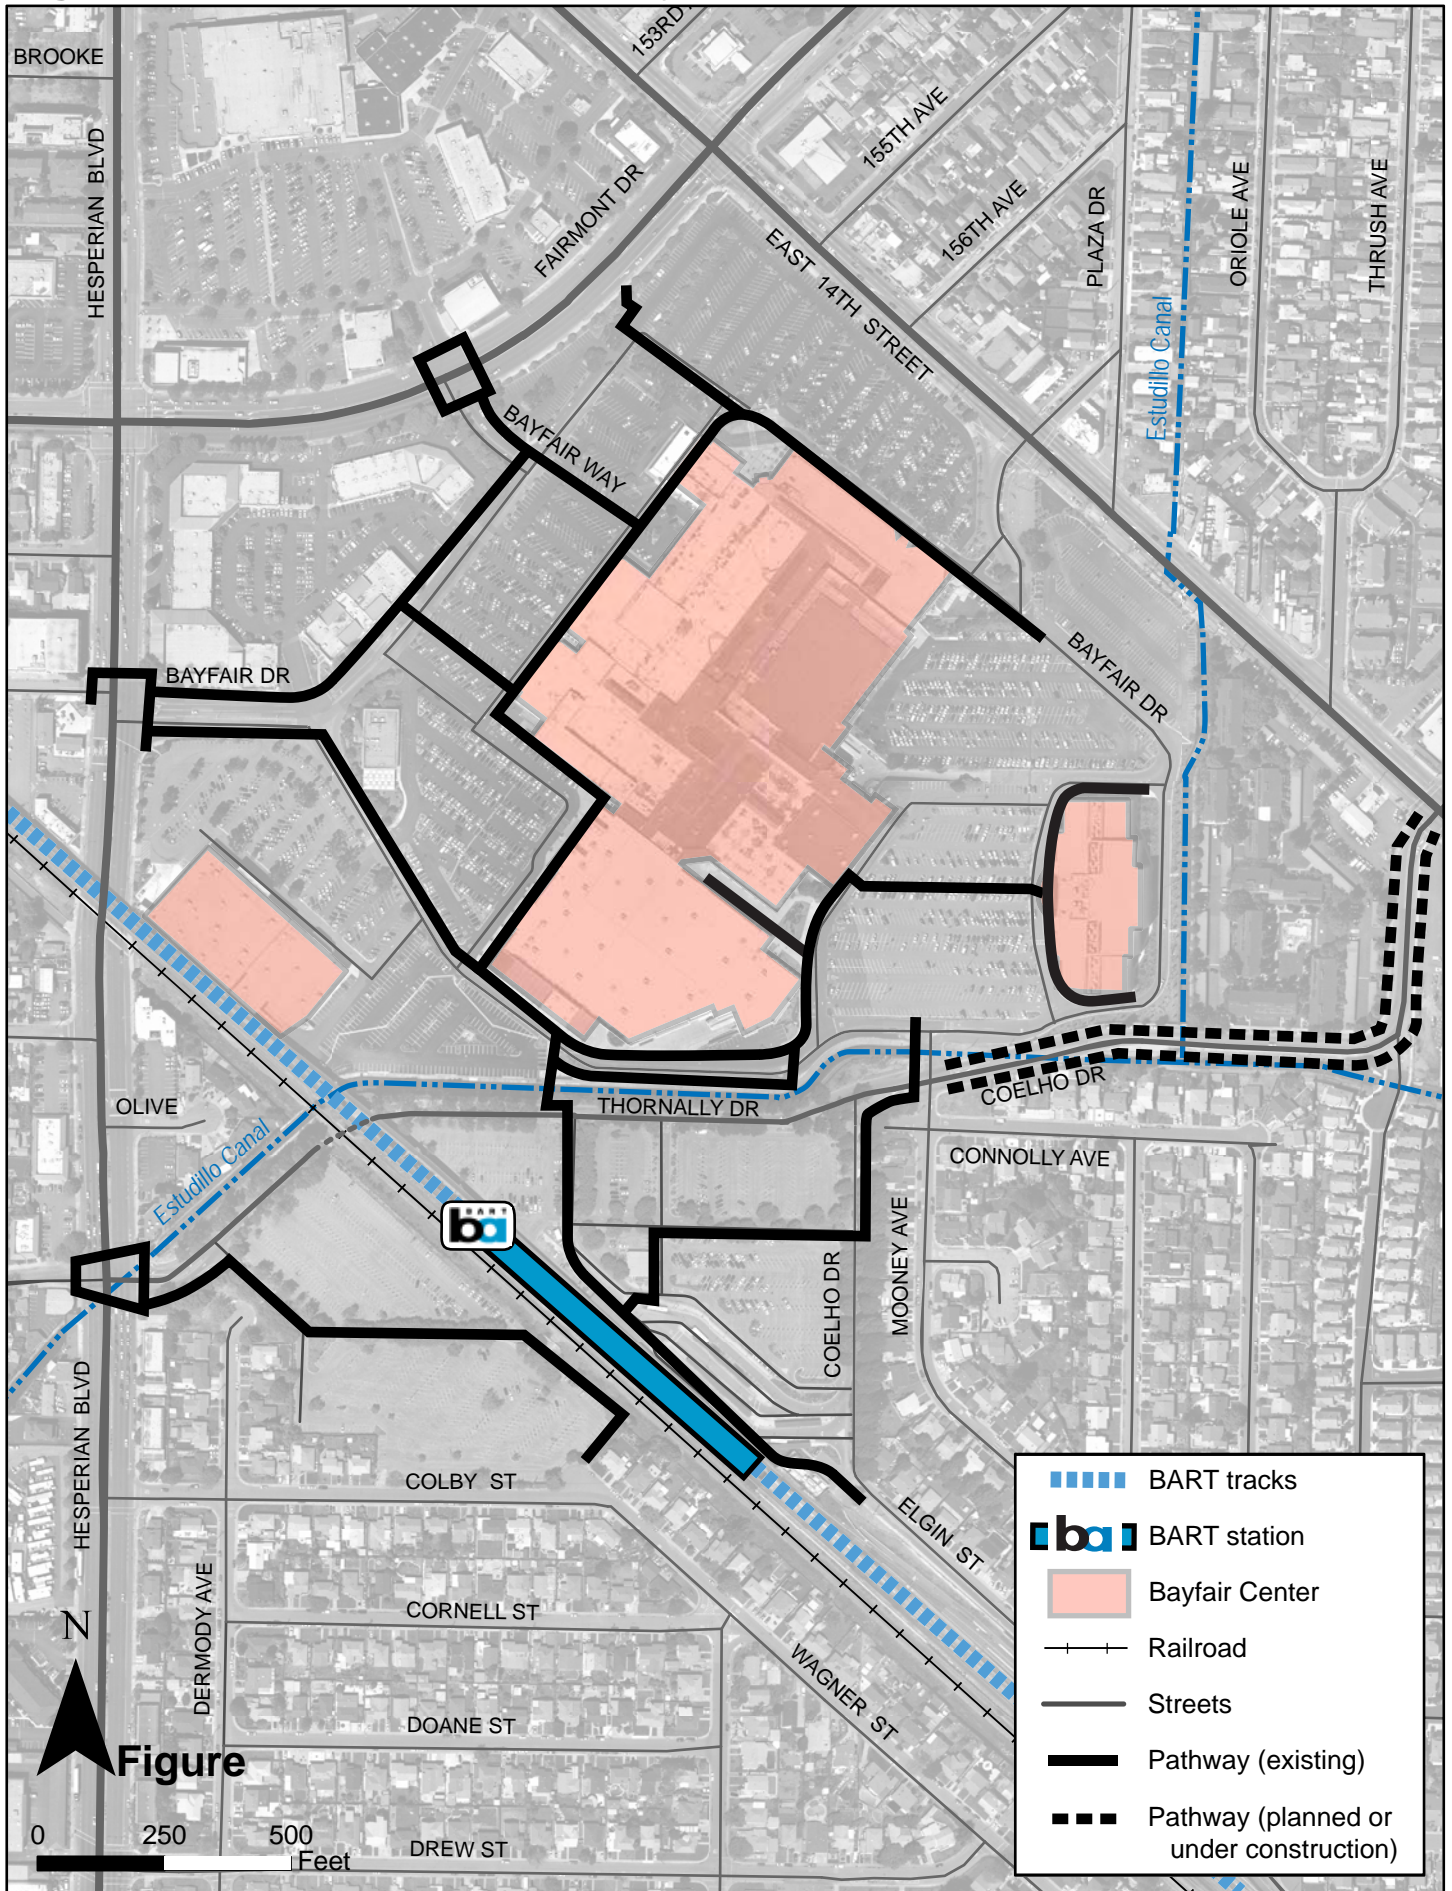 BROOKE
153RD
HESPERIAN BLVD
FAIRMONT DR
155TH AVE
156TH AVE
PLAZA DR
ORIOLE AVE
THRUSH AVE
EAST 14TH STREET
Estudillo Canal
BAYFAIR WAY
BAYFAIR DR
BAYFAIR DR
OLIVE
Estudillo Canal
THORNALLY DR
COELHO DR
CONNOLLY AVE
BART
ba
MOONEY AVE
COELHO DR
HESPERIAN BLVD
COLBY ST
ELGIN ST
DERMODY AVE
CORNELL ST
WAGNER ST
DOANE ST
DREW ST
N
Figure
0 250 500
Feet
BART tracks
ba BART station
Bayfair Center
Railroad
Streets
Pathway (existing)
Pathway (planned or
under construction)